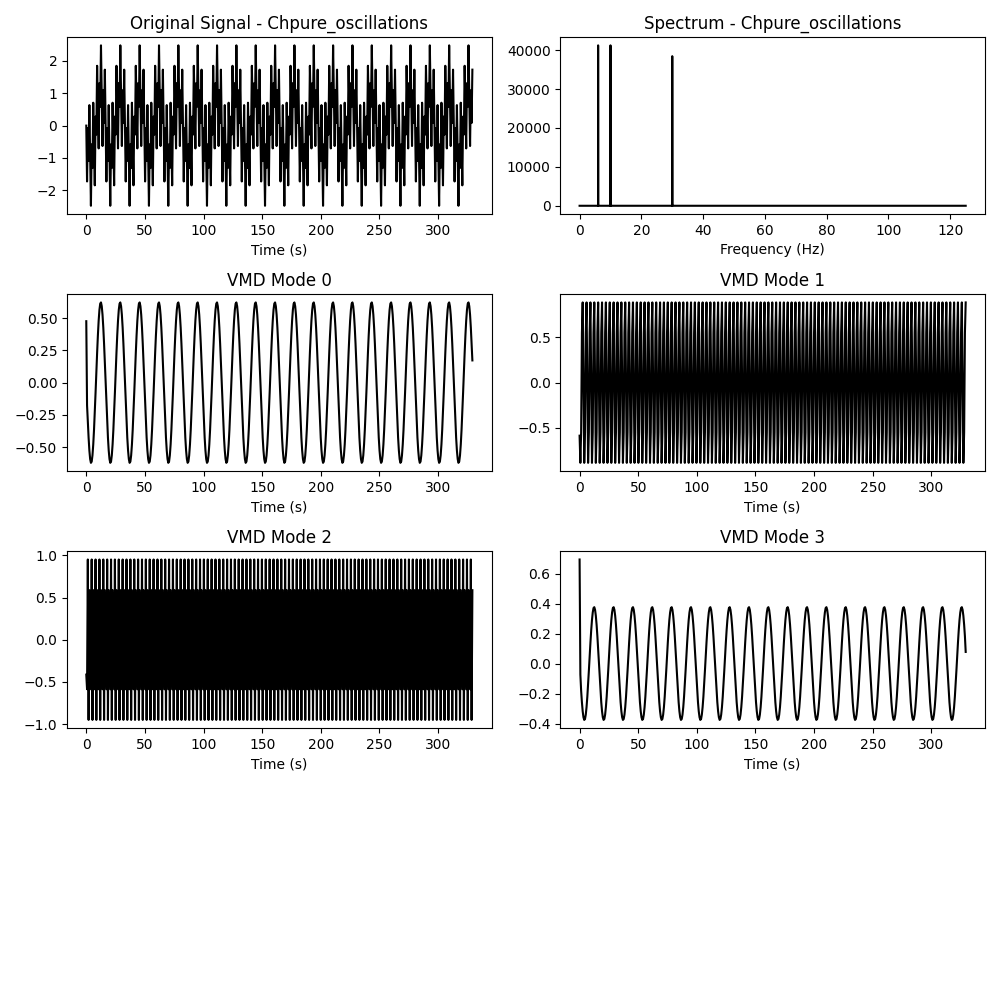 Original Signal - Chpure_oscillations
2
1
0
−1
−2
0 50 100 150 200 250 300
Time (s)
Spectrum - Chpure_oscillations
40000
30000
20000
10000
0
0 20 40 60 80 100 120
Frequency (Hz)
VMD Mode 0
0.50
0.25
0.00
−0.25
−0.50
0 50 100 150 200 250 300
Time (s)
VMD Mode 1
0.5
0.0
−0.5
0 50 100 150 200 250 300
Time (s)
VMD Mode 2
1.0
0.5
0.0
−0.5
−1.0
0 50 100 150 200 250 300
Time (s)
VMD Mode 3
0.6
0.4
0.2
0.0
−0.2
−0.4
0 50 100 150 200 250 300
Time (s)